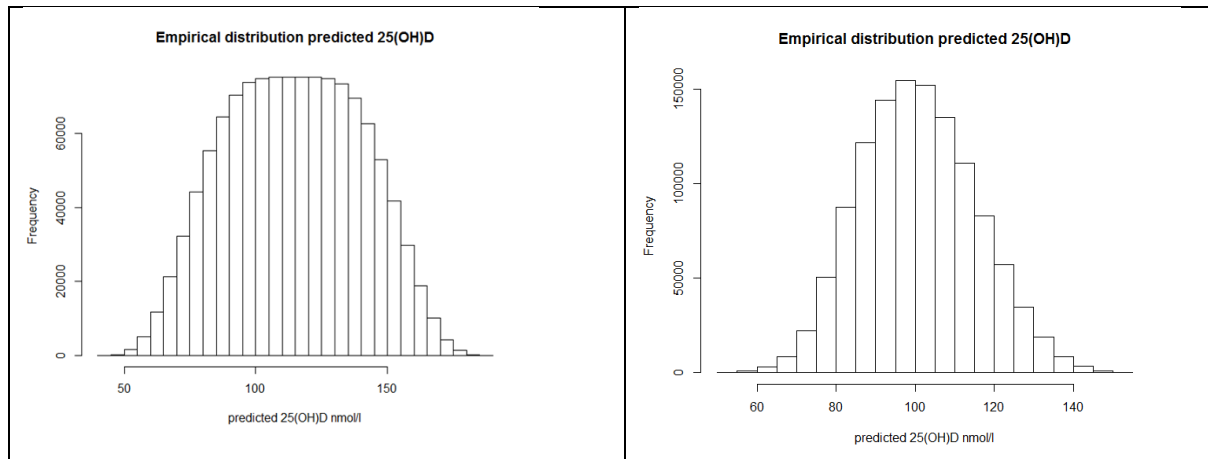 Empirical distribution predicted 25(OH)D
Frequency
60000
40000
20000
0
50 100 150
predicted 25(OH)D nmol/l
Empirical distribution predicted 25(OH)D
Frequency
150000
100000
50000
0
60 80 100 120 140
predicted 25(OH)D nmol/l